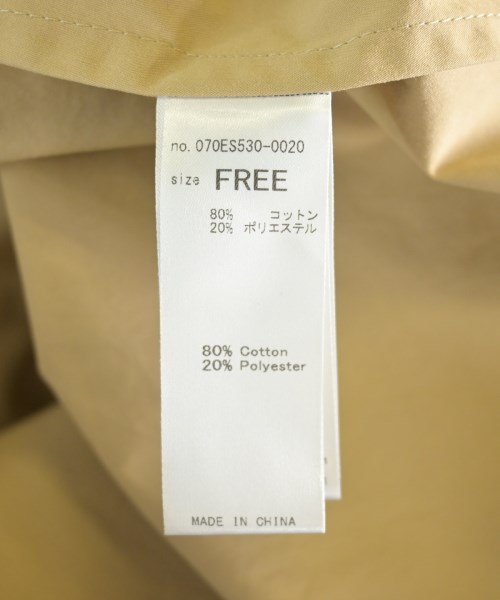 no. 070ES530-0020
size FREE
80% コットン
20% ポリエステル
80% Cotton
20% Polyester
MADE IN CHINA